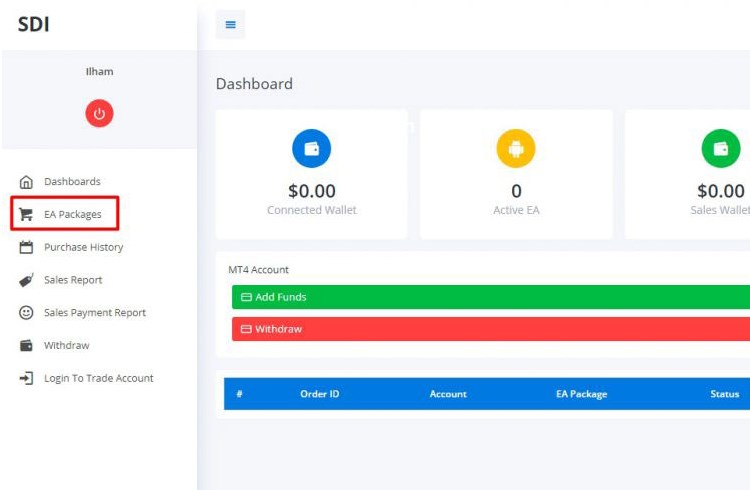 SDI
Ilham
Dashboards
EA Packages
Purchase History
Sales Report
Sales Payment Report
Withdraw
Login To Trade Account
Dashboard
$0.00
Connected Wallet
0
Active EA
$0.00
Sales Wallet
MT4 Account
Add Funds
Withdraw
# Order ID Account EA Package Status